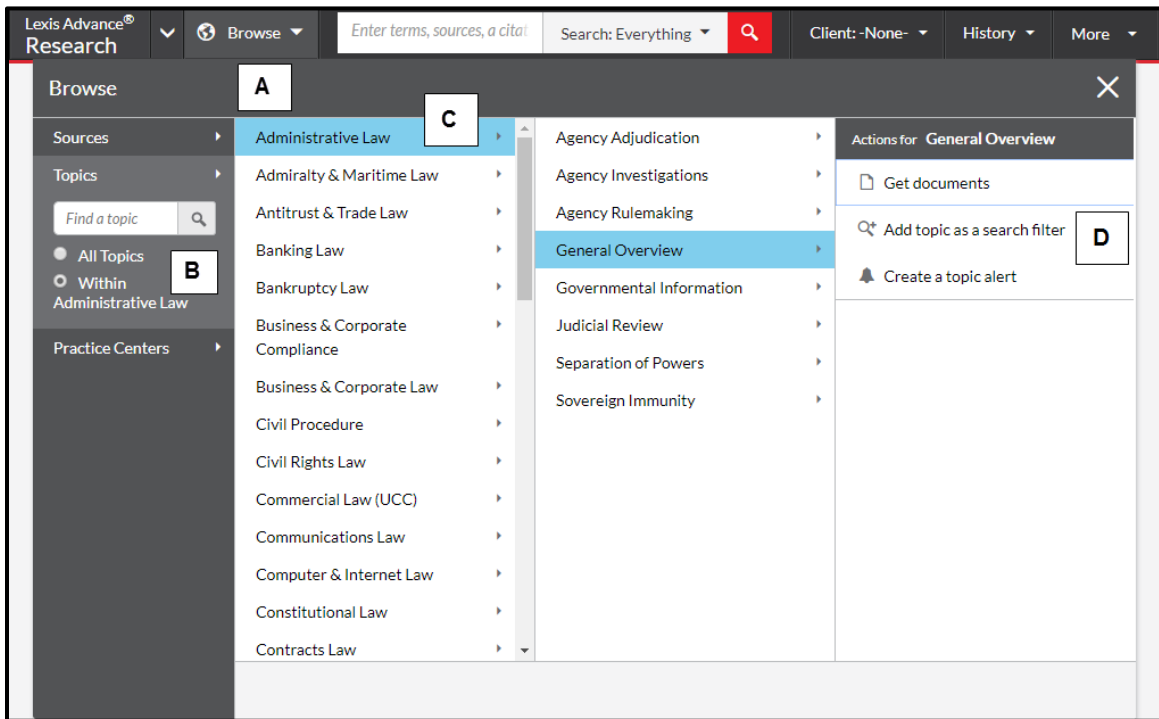 Lexis Advance®
Research
Browse
Enter terms, sources, a citat
Search: Everything
Client: -None-
History
More
Browse
A
Sources
Topics
Find a topic
All Topics
B
Within
Administrative Law
Practice Centers
C
Administrative Law
Admiralty & Maritime Law
Antitrust & Trade Law
Banking Law
Bankruptcy Law
Business & Corporate
Compliance
Business & Corporate Law
Civil Procedure
Civil Rights Law
Commercial Law (UCC)
Communications Law
Computer & Internet Law
Constitutional Law
Contracts Law
Agency Adjudication
Agency Investigations
Agency Rulemaking
General Overview
Governmental Information
Judicial Review
Separation of Powers
Sovereign Immunity
Actions for General Overview
Get documents
Add topic as a search filter
D
Create a topic alert